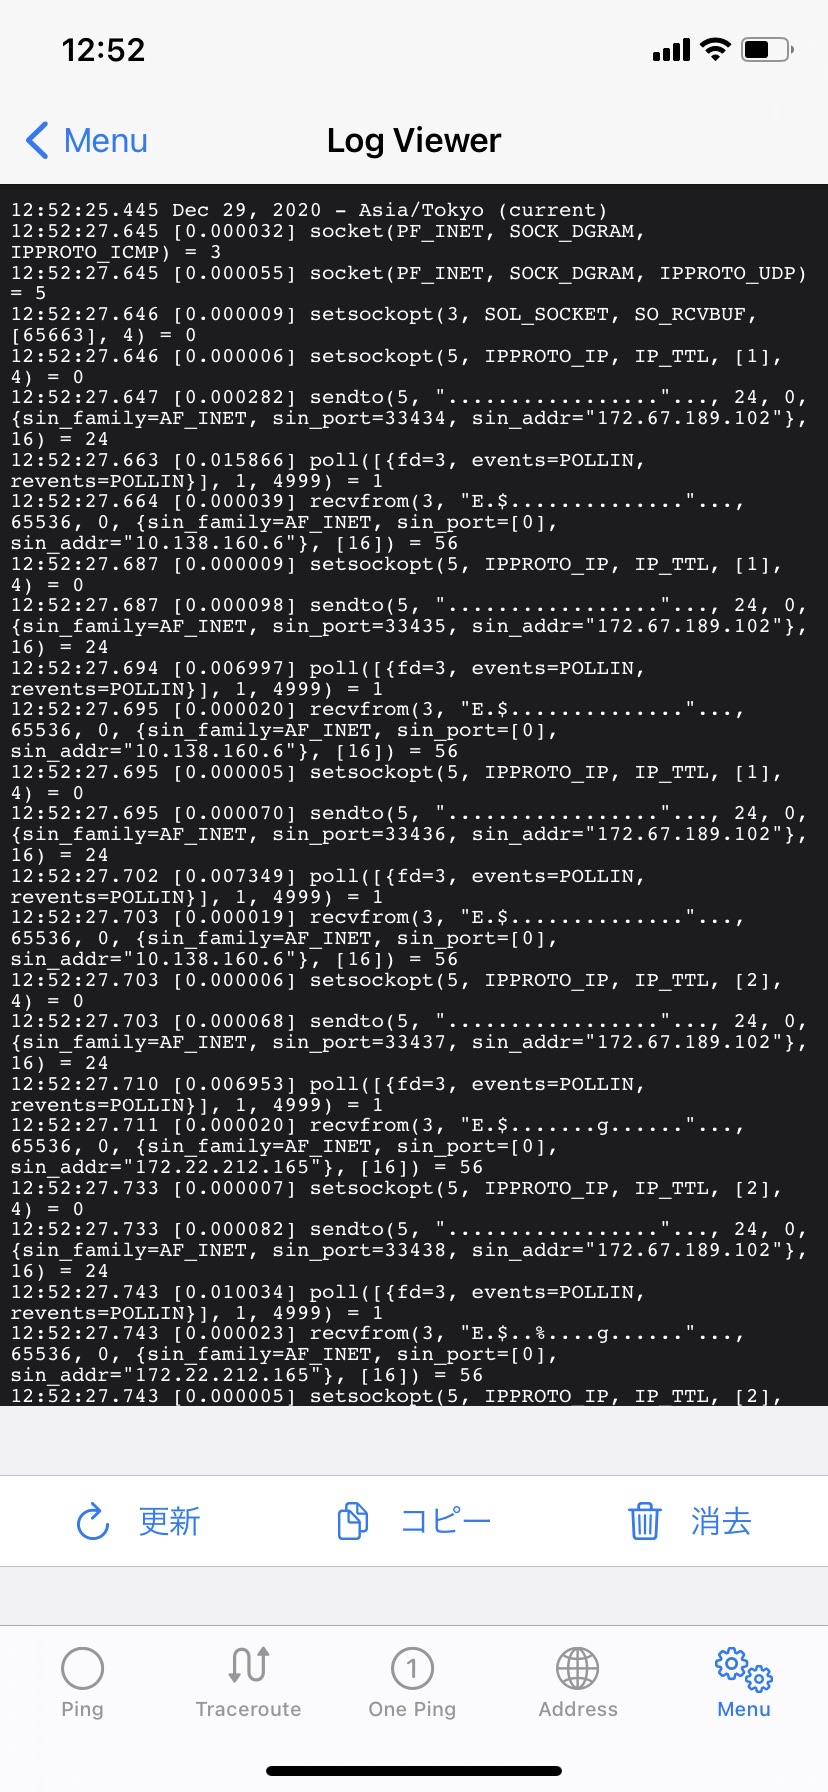 12:52
Menu
Log Viewer
12:52:25.445 Dec 29, 2020 - Asia/Tokyo (current)
12:52:27.645 [0.000032] socket(PF_INET, SOCK_DGRAM,
IPPROTO_ICMP) = 3
12:52:27.645 [0.000055] socket(PF_INET, SOCK_DGRAM, IPPROTO_UDP)
= 5
12:52:27.646 [0.000009] setsockopt(3, SOL_SOCKET, SO_RCVBUF,
[65663], 4) = 0
12:52:27.646 [0.000006] setsockopt(5, IPPROTO_IP, IP_TTL, [1],
4) = 0
12:52:27.647 [0.000282] sendto(5, "................."..., 24, 0,
{sin_family=AF_INET, sin_port=33434, sin_addr="172.67.189.102"},
16) = 24
12:52:27.663 [0.015866] poll([{fd=3, events=POLLIN,
revents=POLLIN}], 1, 4999) = 1
12:52:27.664 [0.000039] recvfrom(3, "E.$.............."...,
65536, 0, {sin_family=AF_INET, sin_port=[0],
sin_addr="10.138.160.6"}, [16]) = 56
12:52:27.687 [0.000009] setsockopt(5, IPPROTO_IP, IP_TTL, [1],
4) = 0
12:52:27.687 [0.000098] sendto(5, "................."..., 24, 0,
{sin_family=AF_INET, sin_port=33435, sin_addr="172.67.189.102"},
16) = 24
12:52:27.694 [0.006997] poll([{fd=3, events=POLLIN,
revents=POLLIN}], 1, 4999) = 1
12:52:27.695 [0.000020] recvfrom(3, "E.$.............."...,
65536, 0, {sin_family=AF_INET, sin_port=[0],
sin_addr="10.138.160.6"}, [16]) = 56
12:52:27.695 [0.000005] setsockopt(5, IPPROTO_IP, IP_TTL, [1],
4) = 0
12:52:27.695 [0.000070] sendto(5, "................."..., 24, 0,
{sin_family=AF_INET, sin_port=33436, sin_addr="172.67.189.102"},
16) = 24
12:52:27.702 [0.007349] poll([{fd=3, events=POLLIN,
revents=POLLIN}], 1, 4999) = 1
12:52:27.703 [0.000019] recvfrom(3, "E.$.............."...,
65536, 0, {sin_family=AF_INET, sin_port=[0],
sin_addr="10.138.160.6"}, [16]) = 56
12:52:27.703 [0.000006] setsockopt(5, IPPROTO_IP, IP_TTL, [2],
4) = 0
12:52:27.703 [0.000068] sendto(5, "................."..., 24, 0,
{sin_family=AF_INET, sin_port=33437, sin_addr="172.67.189.102"},
16) = 24
12:52:27.710 [0.006953] poll([{fd=3, events=POLLIN,
revents=POLLIN}], 1, 4999) = 1
12:52:27.711 [0.000020] recvfrom(3, "E.$.......g......"...,
65536, 0, {sin_family=AF_INET, sin_port=[0],
sin_addr="172.22.212.165"}, [16]) = 56
12:52:27.733 [0.000007] setsockopt(5, IPPROTO_IP, IP_TTL, [2],
4) = 0
12:52:27.733 [0.000082] sendto(5, "................."..., 24, 0,
{sin_family=AF_INET, sin_port=33438, sin_addr="172.67.189.102"},
16) = 24
12:52:27.743 [0.010034] poll([{fd=3, events=POLLIN,
revents=POLLIN}], 1, 4999) = 1
12:52:27.743 [0.000023] recvfrom(3, "E.$..%....g......"...,
65536, 0, {sin_family=AF_INET, sin_port=[0],
sin_addr="172.22.212.165"}, [16]) = 56
12:52:27.743 [0.000005] setsockopt(5, IPPROTO_IP, IP_TTL, [2],
更新 コピー 消去
1
Ping Traceroute One Ping Address Menu